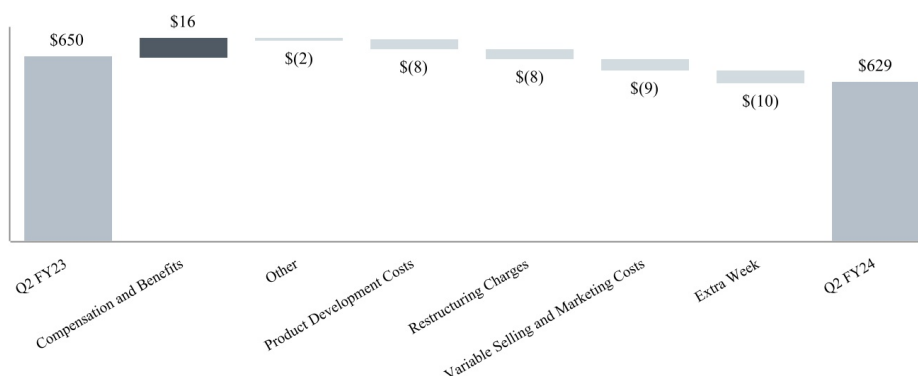 $650
$16
$(2)
$(8)
$(8)
$(9)
$(10)
$629
Q2 FY23
Compensation and Benefits
Other
Product Development Costs
Restructuring Charges
Variable Selling and Marketing Costs
Extra Week
Q2 FY24